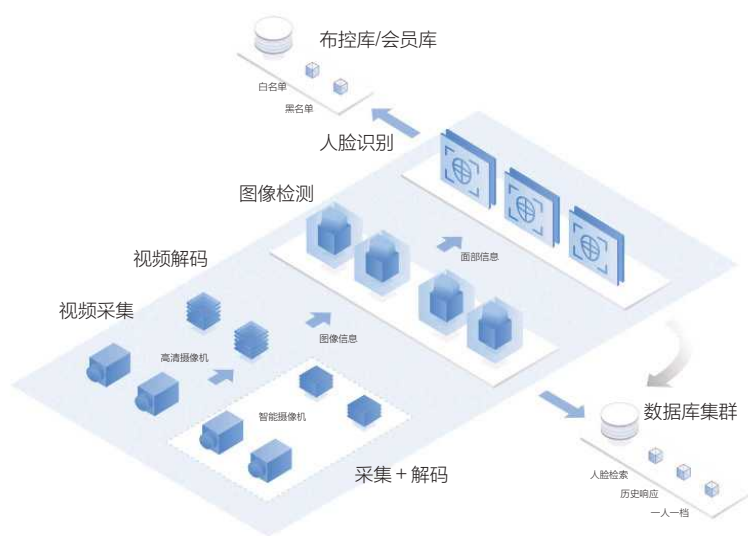 布控库/会员库
白名单
黑名单
人脸识别
图像检测
面部信息
视频解码
视频采集
图像信息
高清摄像机
智能摄像机
采集+解码
数据库集群
人脸检索
历史响应
一人一档